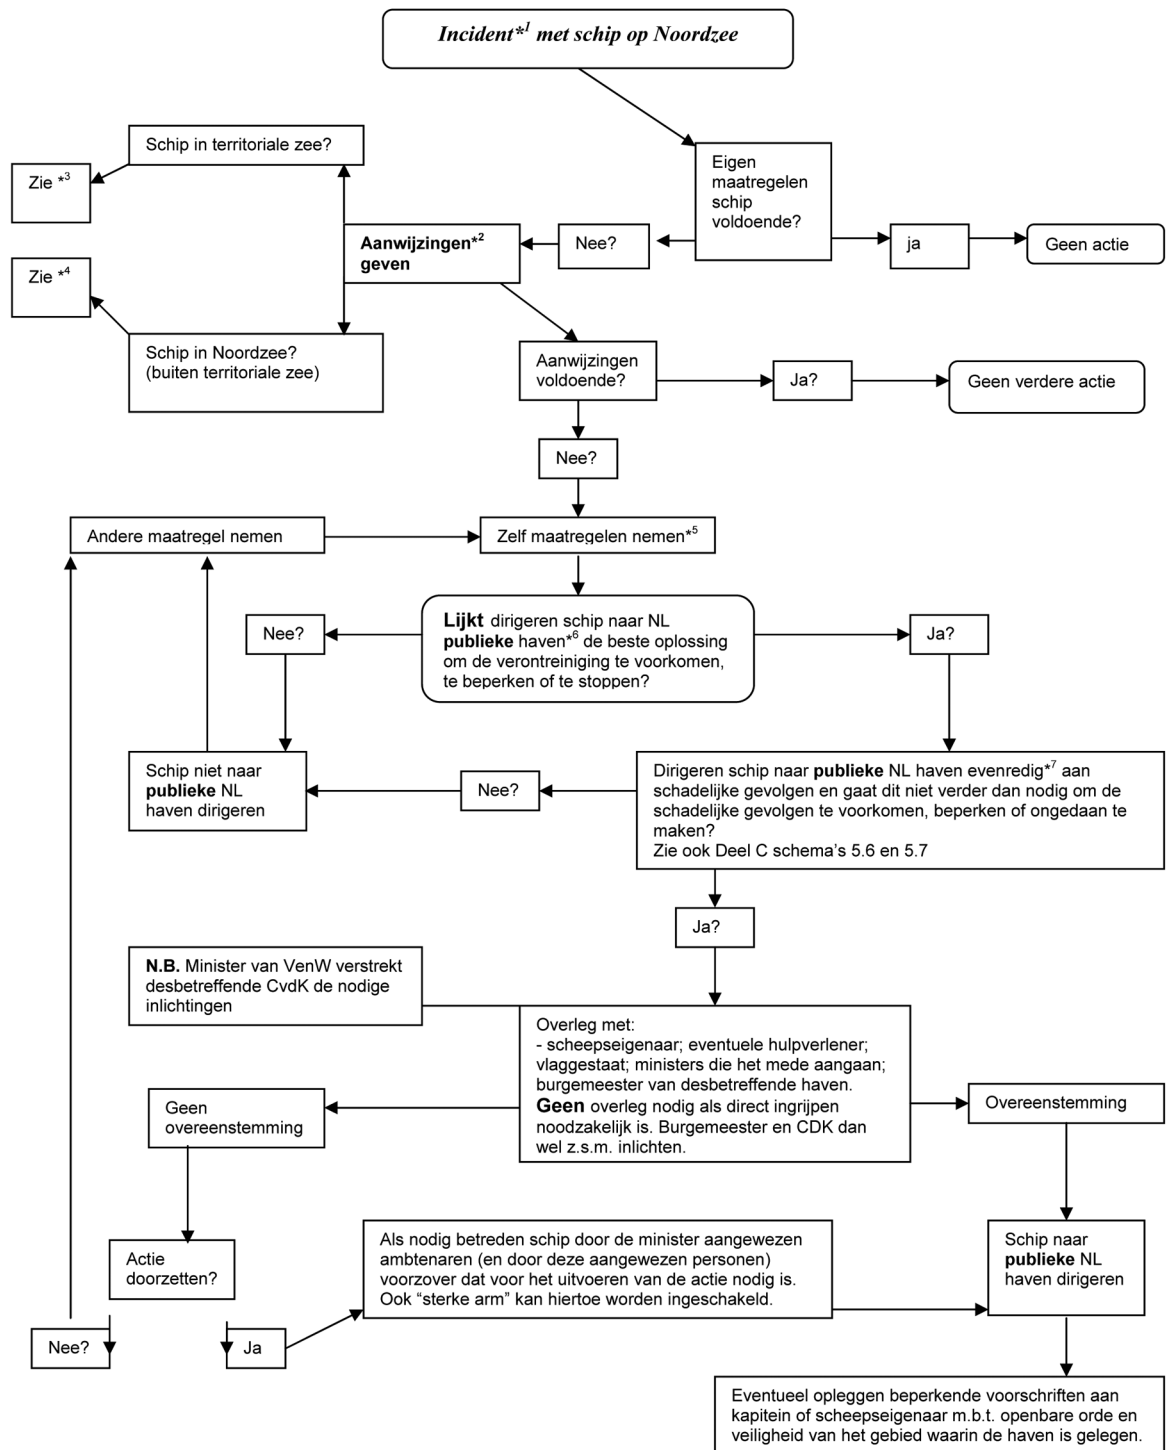 Incident*1 met schip op Noordzee
Schip in territoriale zee?
Zie *3
Eigen
maatregelen
schip
voldoende?
Aanwijzingen*2
geven
Nee?
ja
Geen actie
Zie *4
Schip in Noordzee?
(buiten territoriale zee)
Aanwijzingen
voldoende?
Ja?
Geen verdere actie
Nee?
Andere maatregel nemen
Zelf maatregelen nemen*5
Nee?
Lijkt dirigeren schip naar NL
publieke haven*6 de beste oplossing
om de verontreiniging te voorkomen,
te beperken of te stoppen?
Ja?
Schip niet naar
publieke NL
haven dirigeren
Nee?
Dirigeren schip naar publieke NL haven evenredig*7 aan
schadelijke gevolgen en gaat dit niet verder dan nodig om de
schadelijke gevolgen te voorkomen, beperken of ongedaan te
maken?
Zie ook Deel C schema’s 5.6 en 5.7
Ja?
N.B. Minister van VenW verstrekt
desbetreffende CvdK de nodige
inlichtingen
Overleg met:
- scheepseigenaar; eventuele hulpverlener;
vlaggestaat; ministers die het mede aangaan;
burgemeester van desbetreffende haven.
Geen overleg nodig als direct ingrijpen
noodzakelijk is. Burgemeester en CDK dan
wel z.s.m. inlichten.
Geen
overeenstemming
Overeenstemming
Actie
doorzetten?
Als nodig betreden schip door de minister aangewezen
ambtenaren (en door deze aangewezen personen)
voorzover dat voor het uitvoeren van de actie nodig is.
Ook “sterke arm” kan hiertoe worden ingeschakeld.
Schip naar
publieke NL
haven dirigeren
Nee?
Ja
Eventueel opleggen beperkende voorschriften aan
kapitein of scheepseigenaar m.b.t. openbare orde en
veiligheid van het gebied waarin de haven is gelegen.